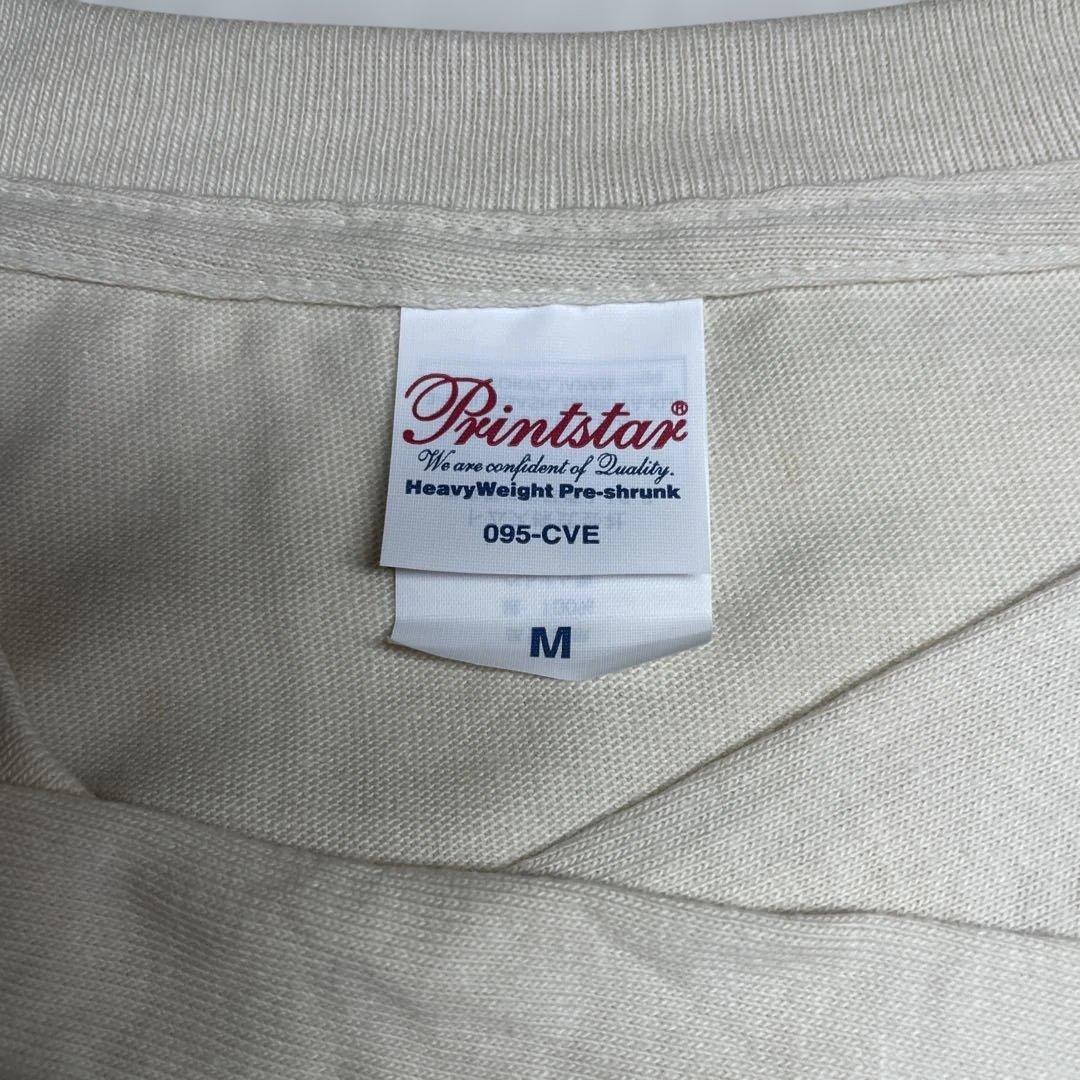 Printstar®
We are confident of Quality.
HeavyWeight Pre-shrunk
095-CVE
M